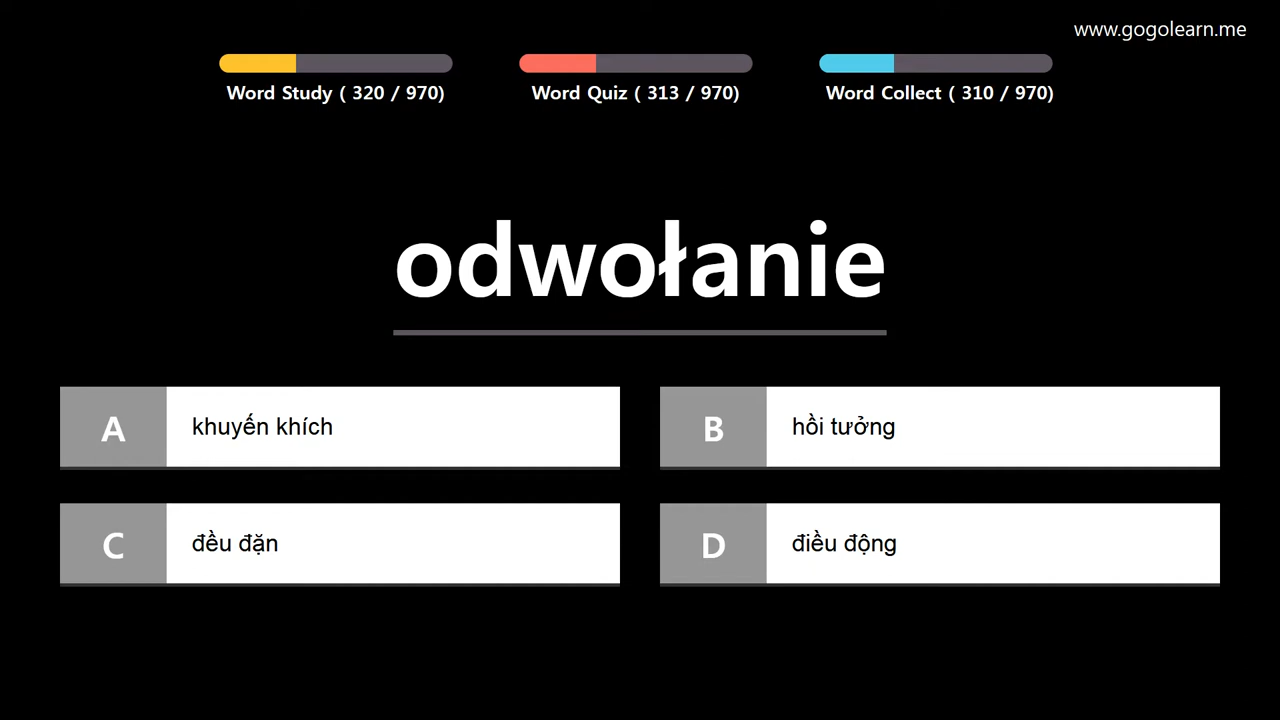 www.gogolearn.me
Word Study ( 320 / 970)
Word Quiz ( 313 / 970)
Word Collect ( 310 / 970)
odwołanie
A khuyến khích
B hồi tưởng
C đều đặn
D điều động